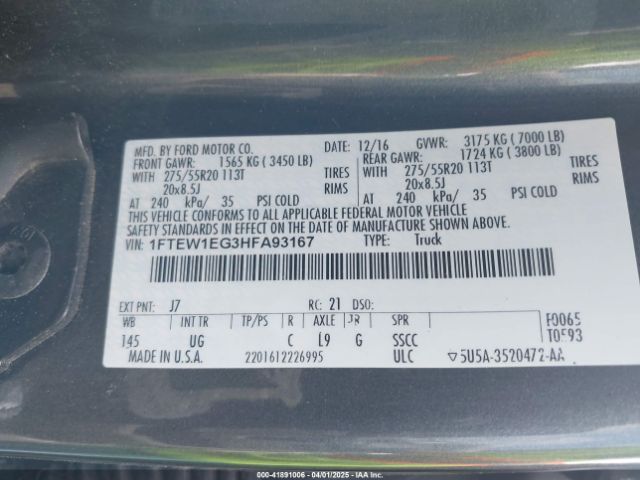 MFD. BY FORD MOTOR CO. DATE: 12/16 GVWR: 3175 KG ( 7000 LB)
FRONT GAWR: 1565 KG ( 3450 LB) REAR GAWR: 1724 KG ( 3800 LB)
WITH 275/55R20 113T TIRES WITH 275/55R20 113T TIRES
20x8.5J RIMS 20x8.5J RIMS
AT 240 kPa/ 35 PSI COLD AT 240 kPa/ 35 PSI COLD
THIS VEHICLE CONFORMS TO ALL APPLICABLE FEDERAL MOTOR VEHICLE
SAFETY STANDARDS IN EFFECT ON THE DATE OF MANUFACTURE SHOWN ABOVE.
VIN: 1FTEW1EG3HFA93167 TYPE: Truck
EXT PNT: J7 RC: 21 DSO:
WB INT TR TP/PS R AXLE JR SPR F0065
145 UG C L9 G SSCC T0593
MADE IN U.S.A. 2201612226995 ULC ▽5U5A-3520472-AA
000-41891006 - 04/01/2025 - IAA Inc.